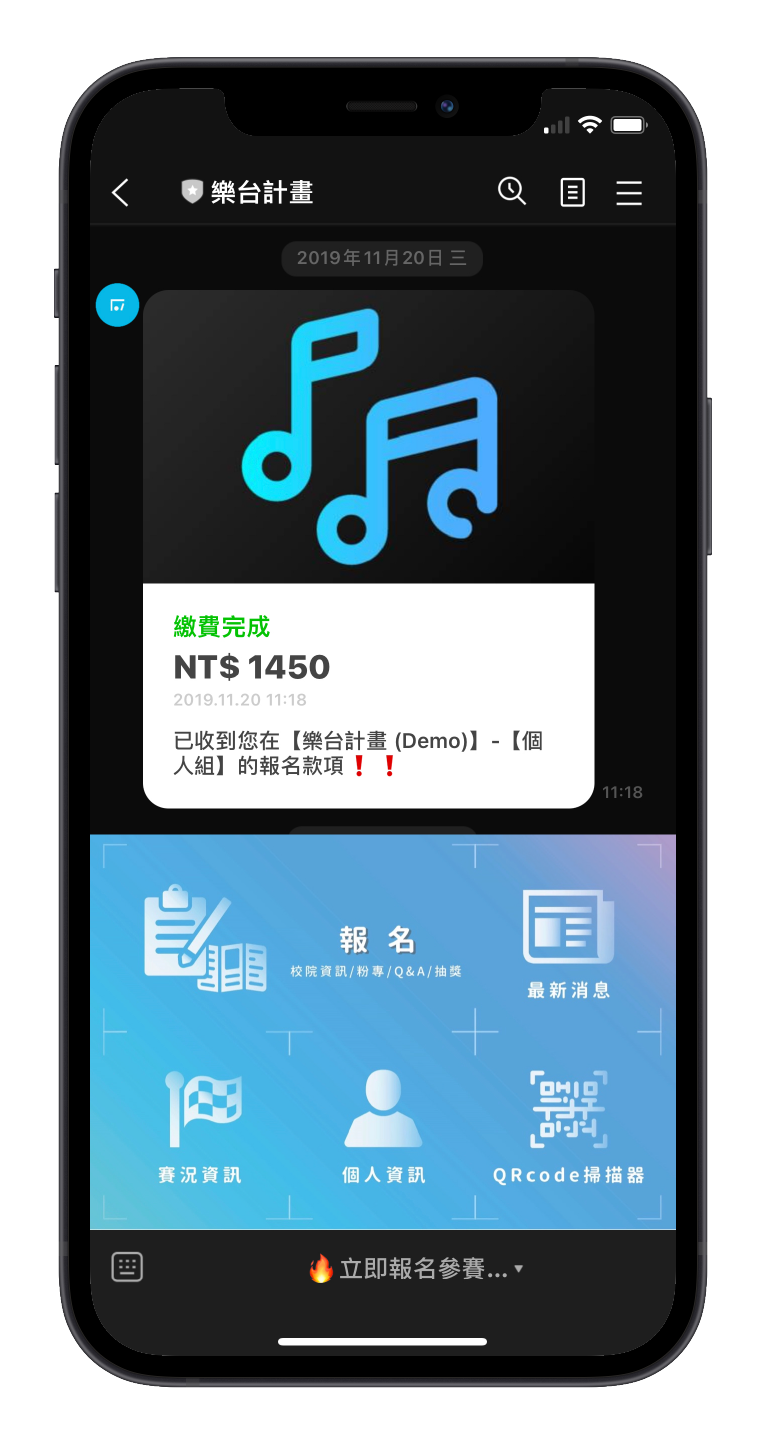 樂台計畫
2019年11月20日 三
繳費完成
NT$ 1450
2019.11.20 11:18
已收到您在【樂台計畫 (Demo)】-【個
人組】的報名款項❗❗
11:18
報 名
校院資訊/粉專/Q&A/抽獎
最新消息
賽況資訊
個人資訊
QRcode掃描器
🔥立即報名參賽...▾